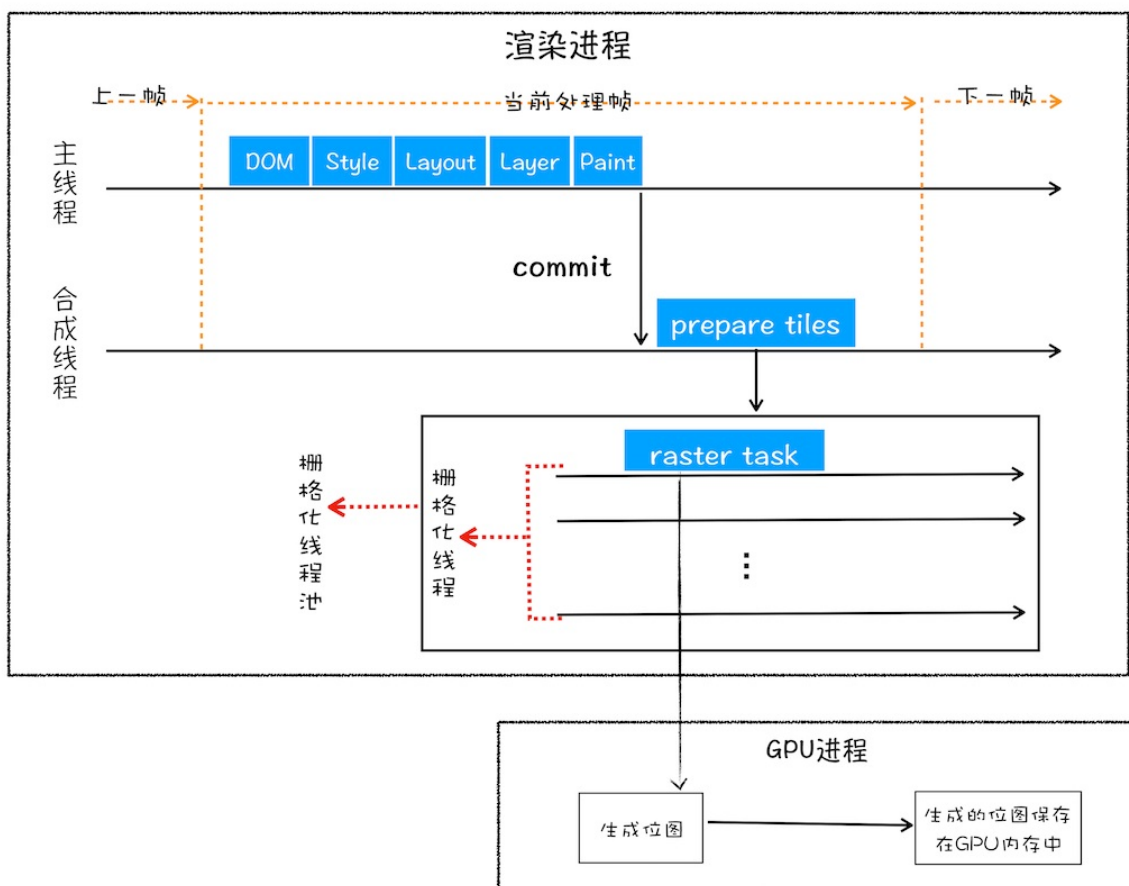 渲染进程
上一帧
当前处理帧
下一帧
主线程
DOM
Style
Layout
Layer
Paint
commit
合成线程
prepare tiles
raster task
栅格化线程池
栅格化线程
⋮
GPU进程
生成位图
生成的位图保存
在GPU内存中